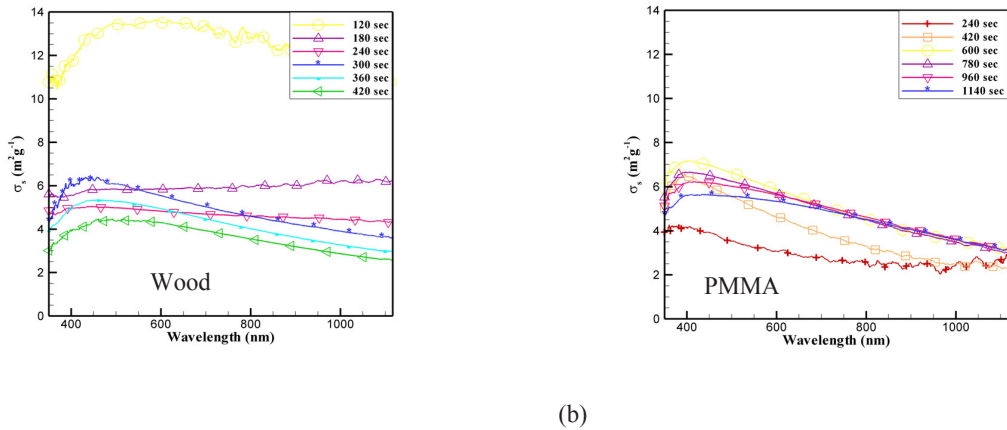 14
12
10
8
6
4
2
0
σs (m²g⁻¹)
120 sec
180 sec
240 sec
300 sec
360 sec
420 sec
Wood
400 600 800 1000
Wavelength (nm)
14
12
10
8
6
4
2
0
σs (m²g⁻¹)
240 sec
420 sec
600 sec
780 sec
960 sec
1140 sec
PMMA
400 600 800 1000
Wavelength (nm)
(b)